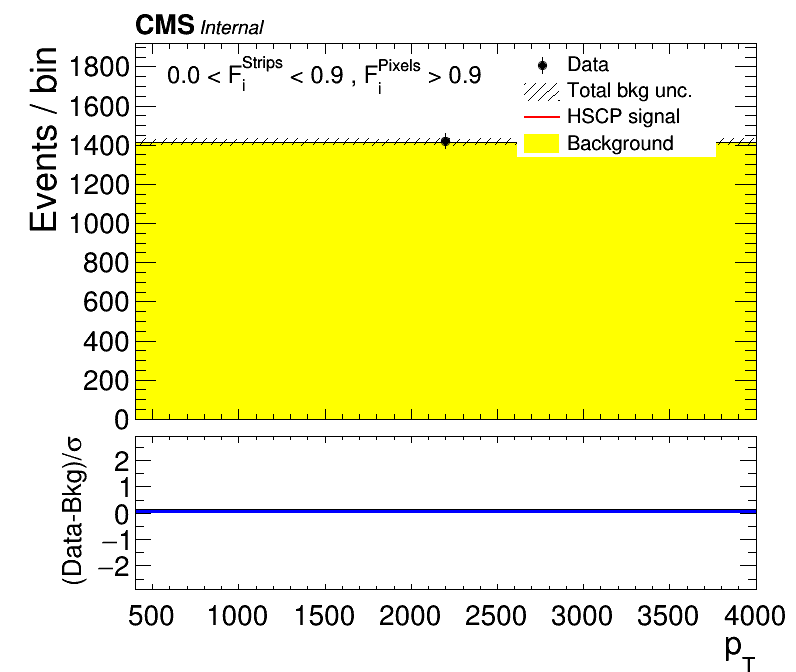 CMS Internal
0.0 < F_i^Strips < 0.9 , F_i^Pixels > 0.9
Data
Total bkg unc.
HSCP signal
Background
Events / bin
1800
1600
1400
1200
1000
800
600
400
200
0
(Data-Bkg)/σ
2
1
0
−1
−2
500 1000 1500 2000 2500 3000 3500 4000
p_T